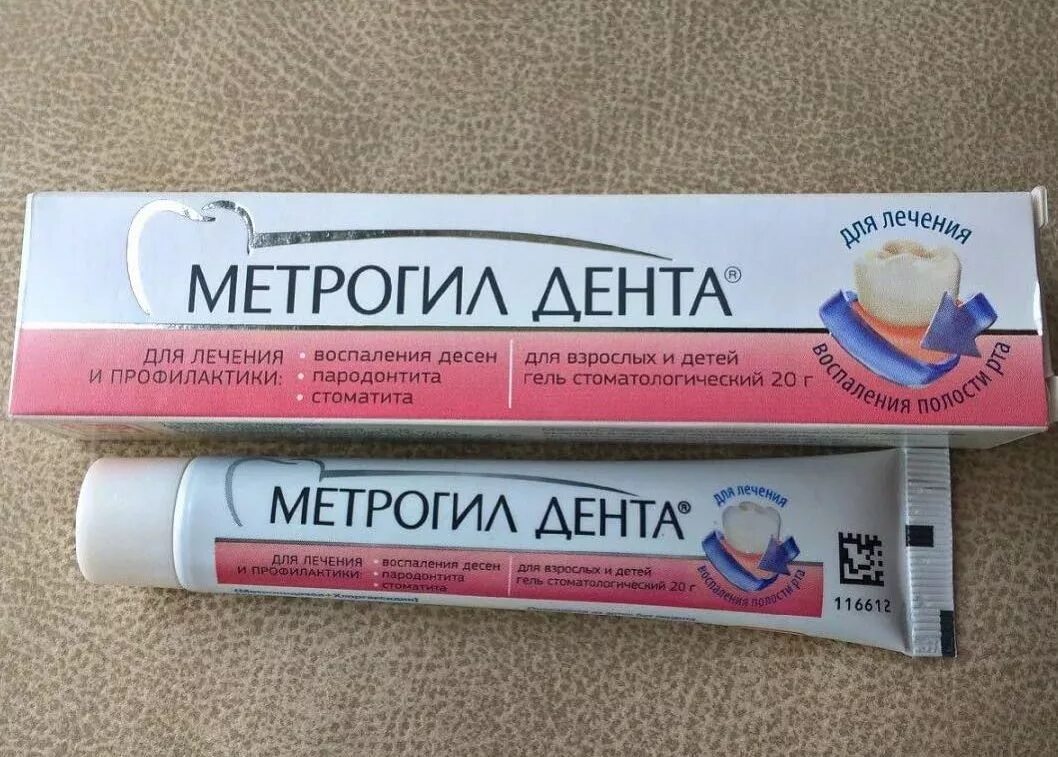 МЕТРОГИЛ ДЕНТА®
ДЛЯ ЛЕЧЕНИЯ
И ПРОФИЛАКТИКИ:
• воспаления десен
• пародонтита
• стоматита
для взрослых и детей
гель стоматологический 20 г
для лечения
воспаления полости рта
МЕТРОГИЛ ДЕНТА®
ДЛЯ ЛЕЧЕНИЯ
И ПРОФИЛАКТИКИ:
• воспаления десен
• пародонтита
• стоматита
для взрослых и детей
гель стоматологический 20 г
для лечения
воспаления полости рта
116612